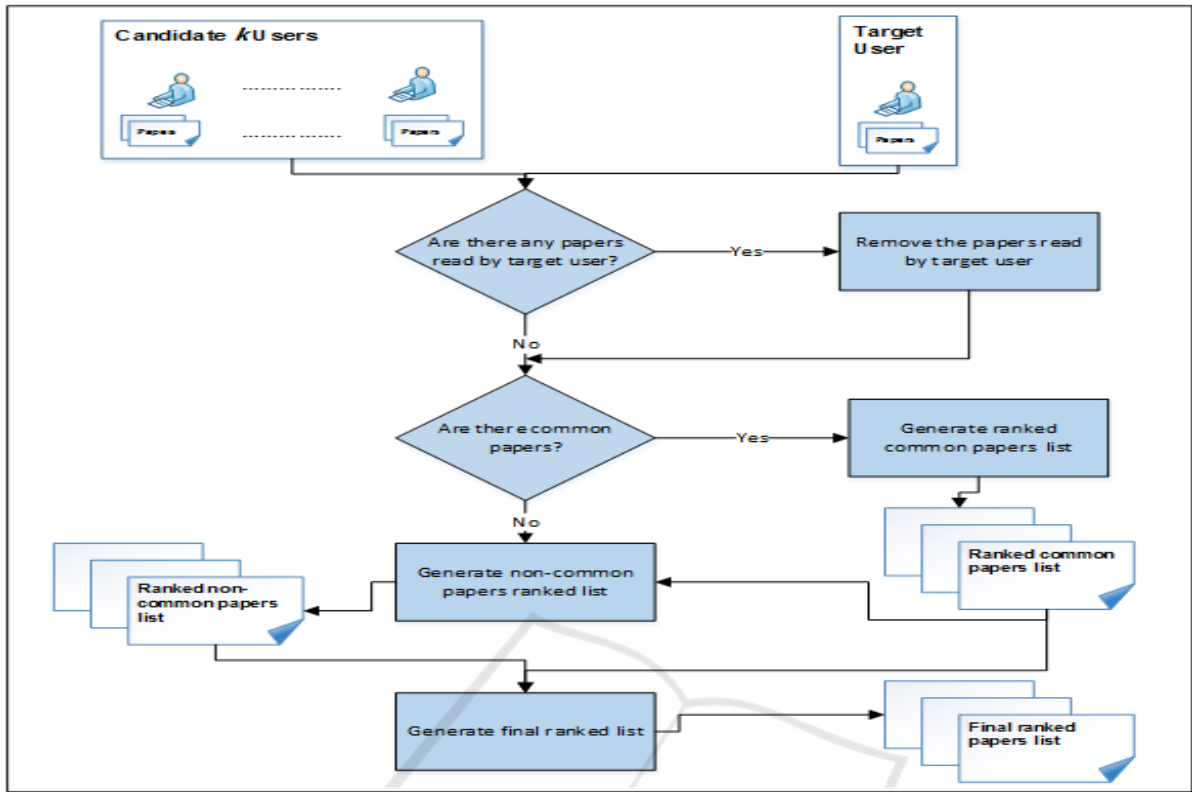 Candidate k Users
Target
User
...............
Papers
...............
Papers
Papers
Are there any papers
read by target user?
Yes
Remove the papers read
by target user
No
Are there common
papers?
Yes
Generate ranked
common papers list
No
Ranked common
papers list
Generate non-common
papers ranked list
Ranked non-
common papers
list
Generate final ranked list
Final ranked
papers list